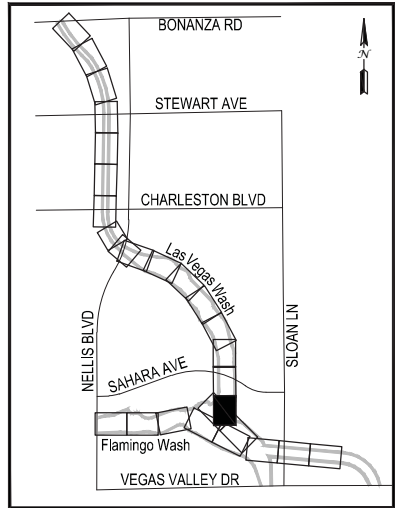 BONANZA RD
N
STEWART AVE
CHARLESTON BLVD
Las Vegas Wash
NELLIS BLVD
SLOAN LN
SAHARA AVE
Flamingo Wash
VEGAS VALLEY DR